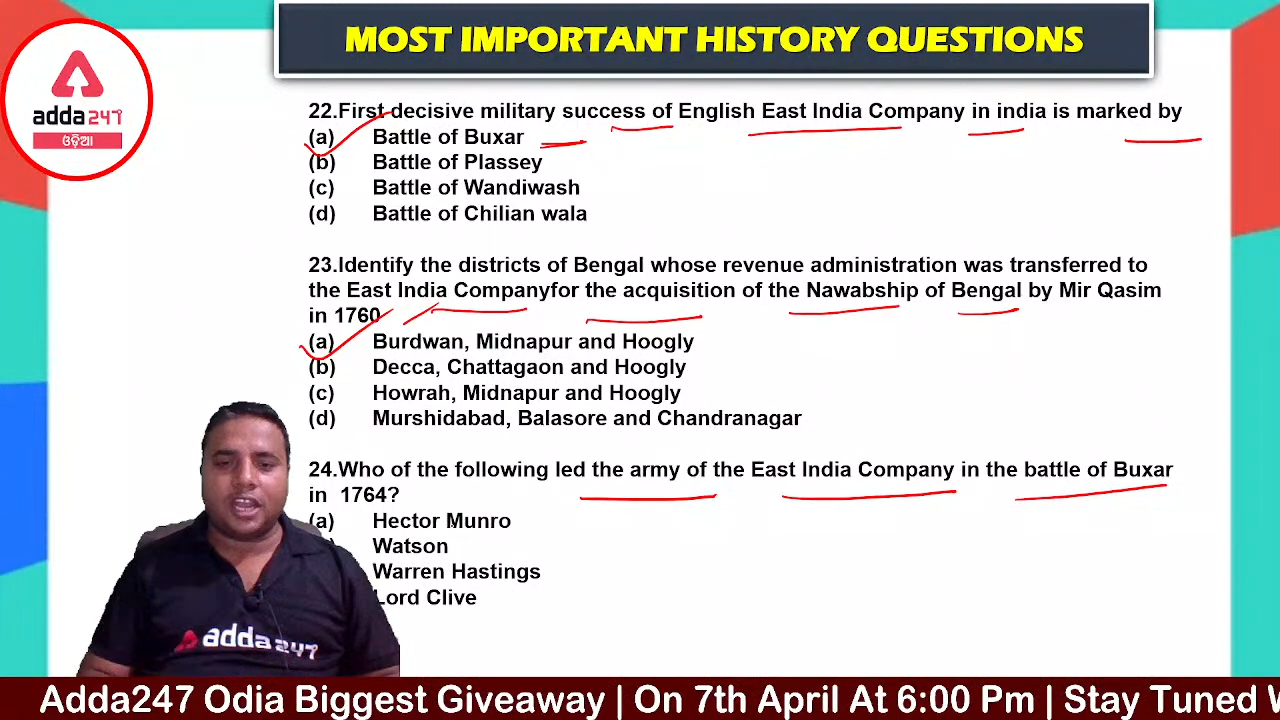 MOST IMPORTANT HISTORY QUESTIONS
adda247
ଓଡ଼ିଆ
22.First decisive military success of English East India Company in india is marked by
(a) Battle of Buxar
(b) Battle of Plassey
(c) Battle of Wandiwash
(d) Battle of Chilian wala
23.Identify the districts of Bengal whose revenue administration was transferred to
the East India Companyfor the acquisition of the Nawabship of Bengal by Mir Qasim
in 1760
(a) Burdwan, Midnapur and Hoogly
(b) Decca, Chattagaon and Hoogly
(c) Howrah, Midnapur and Hoogly
(d) Murshidabad, Balasore and Chandranagar
24.Who of the following led the army of the East India Company in the battle of Buxar
in 1764?
(a) Hector Munro
Watson
Warren Hastings
Lord Clive
adda247
Adda247 Odia Biggest Giveaway | On 7th April At 6:00 Pm | Stay Tuned W